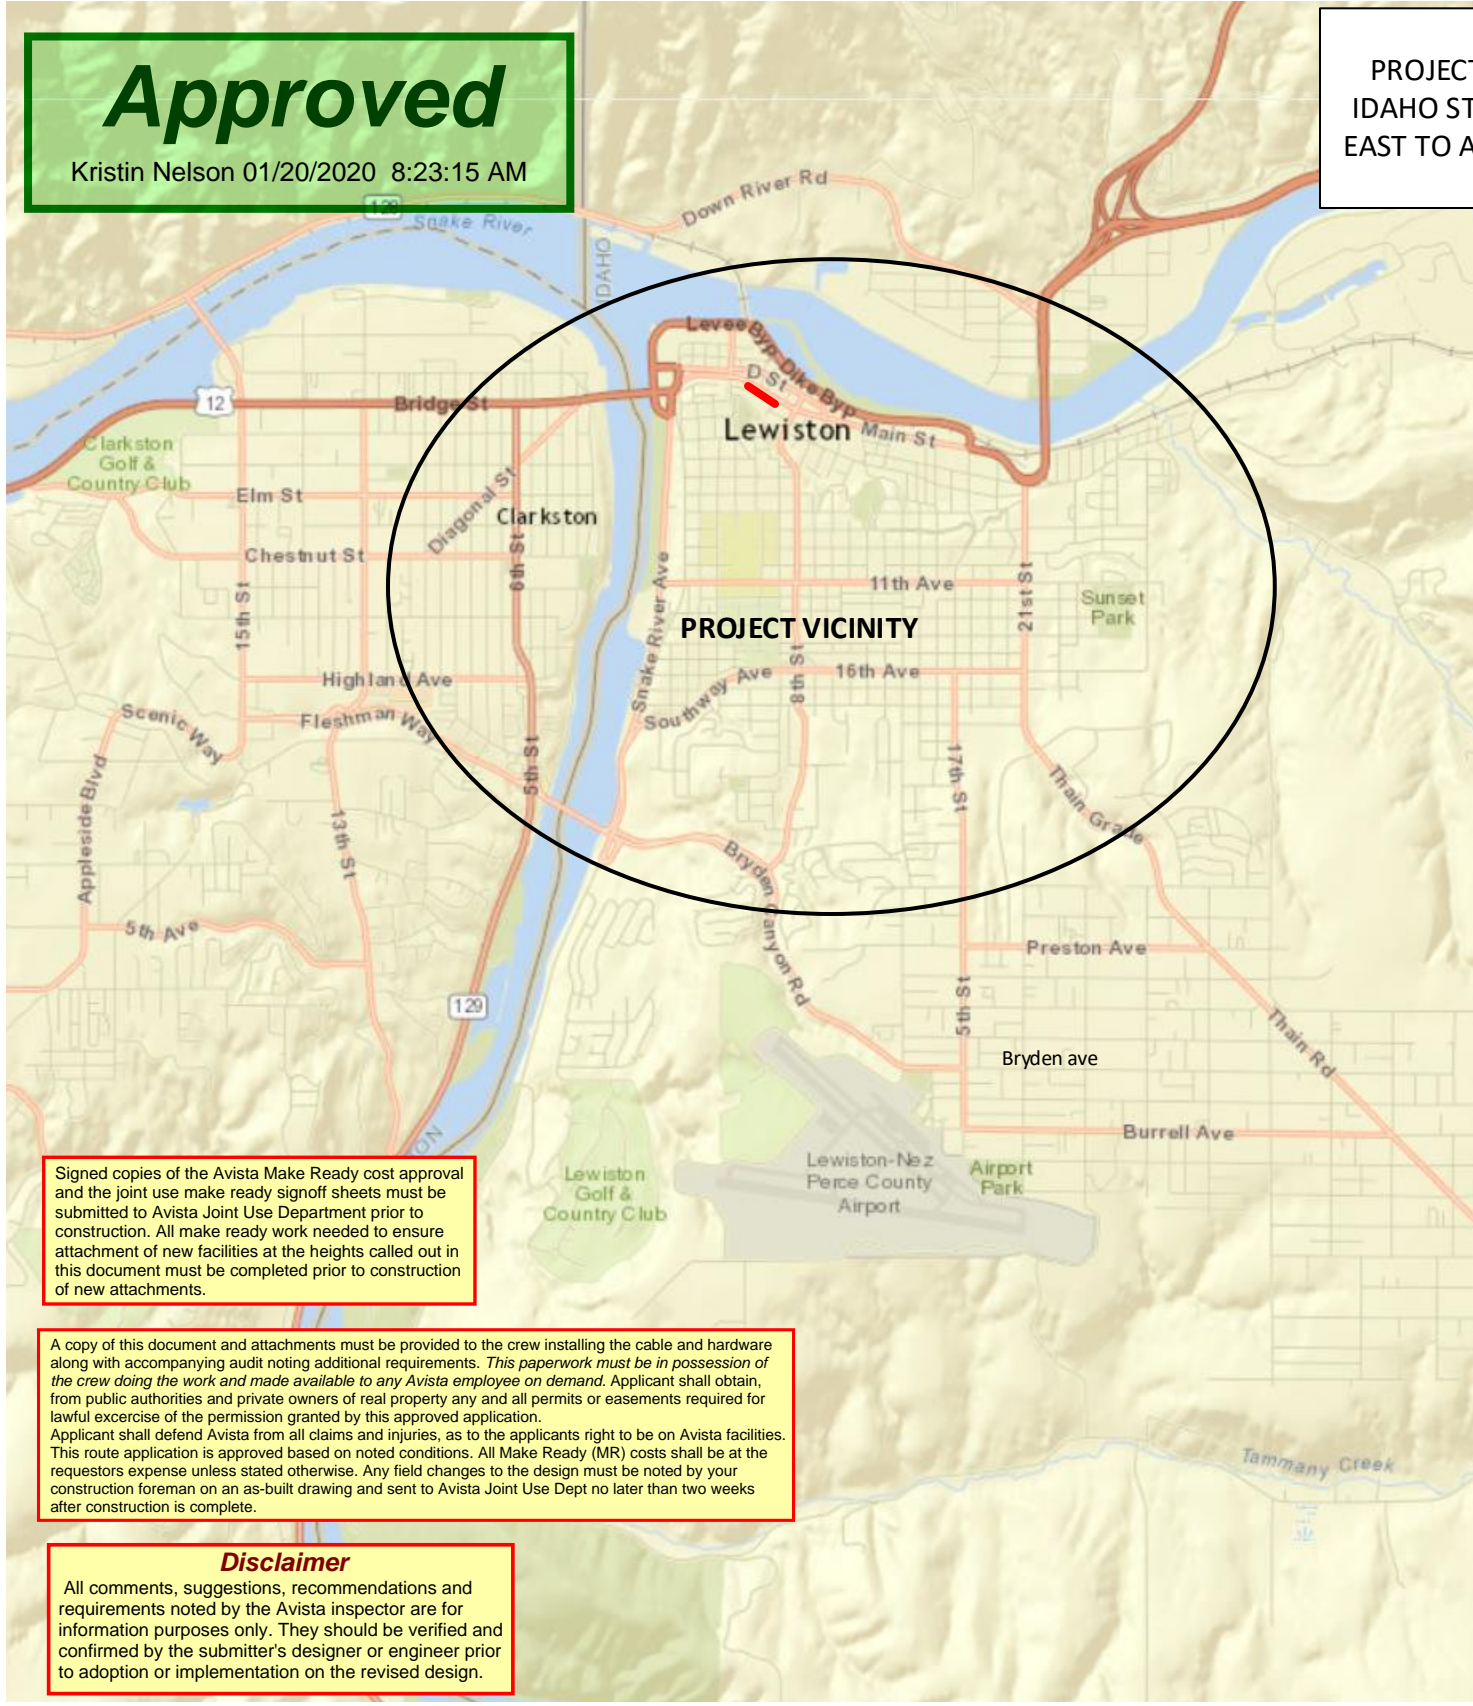 Approved
Kristin Nelson 01/20/2020 8:23:15 AM
PROJECT
IDAHO ST
EAST TO A
128
Snake River
Down River Rd
IDAHO
Levee Byp
Dike Byp
D St
12
Bridge St
Lewiston
Main St
Clarkston
Golf &
Country Club
Elm St
Diagonal St
Clarkston
Chestnut St
6th St
15th St
Snake River Ave
11th Ave
21st St
Sunset
Park
PROJECT VICINITY
Highland Ave
Southway Ave
8th St
16th Ave
Scenic Way
Fleshman Way
5th St
17th St
Thain Grade
Appleside Blvd
13th St
Bryden Canyon Rd
5th Ave
Preston Ave
129
5th St
Thain Rd
Bryden ave
Burrell Ave
ON
Lewiston
Golf &
Country Club
Lewiston-Nez
Perce County
Airport
Airport
Park
Signed copies of the Avista Make Ready cost approval
and the joint use make ready signoff sheets must be
submitted to Avista Joint Use Department prior to
construction. All make ready work needed to ensure
attachment of new facilities at the heights called out in
this document must be completed prior to construction
of new attachments.
A copy of this document and attachments must be provided to the crew installing the cable and hardware
along with accompanying audit noting additional requirements. This paperwork must be in possession of
the crew doing the work and made available to any Avista employee on demand. Applicant shall obtain,
from public authorities and private owners of real property any and all permits or easements required for
lawful excercise of the permission granted by this approved application.
Applicant shall defend Avista from all claims and injuries, as to the applicants right to be on Avista facilities.
This route application is approved based on noted conditions. All Make Ready (MR) costs shall be at the
requestors expense unless stated otherwise. Any field changes to the design must be noted by your
construction foreman on an as-built drawing and sent to Avista Joint Use Dept no later than two weeks
after construction is complete.
Tammany Creek
Disclaimer
All comments, suggestions, recommendations and
requirements noted by the Avista inspector are for
information purposes only. They should be verified and
confirmed by the submitter's designer or engineer prior
to adoption or implementation on the revised design.